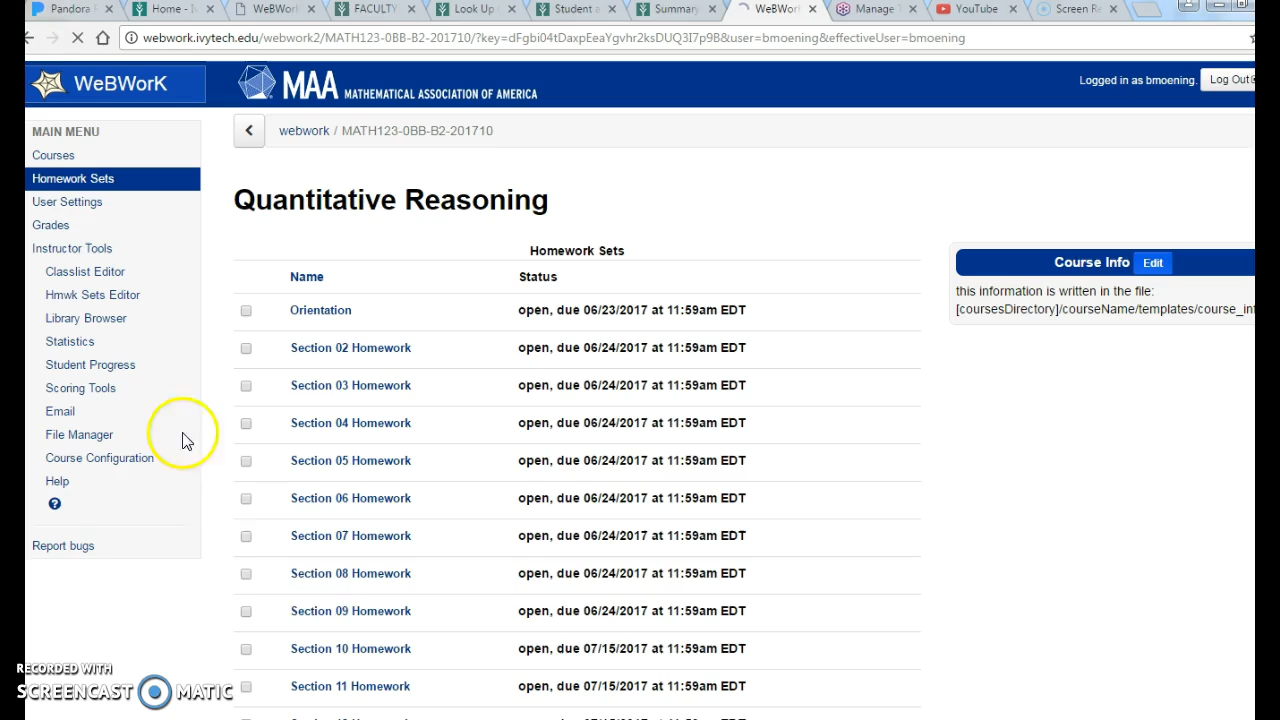 Pandora
Home - Iv
WeBWor
FACULTY
Look Up
Student a
Summary
WeBWor
Manage T
YouTube
Screen Re
webwork.ivytech.edu/webwork2/MATH123-0BB-B2-201710/?key=dFgbi04tDaxpEeaYgvhr2ksDUQ3I7p9B&user=bmoening&effectiveUser=bmoening
WeBWorK
MAA MATHEMATICAL ASSOCIATION OF AMERICA
Logged in as bmoening.
Log Out
MAIN MENU
Courses
Homework Sets
User Settings
Grades
Instructor Tools
Classlist Editor
Hmwk Sets Editor
Library Browser
Statistics
Student Progress
Scoring Tools
Email
File Manager
Course Configuration
Help
?
Report bugs
webwork / MATH123-0BB-B2-201710
Quantitative Reasoning
Homework Sets
Name Status
Orientation open, due 06/23/2017 at 11:59am EDT
Section 02 Homework open, due 06/24/2017 at 11:59am EDT
Section 03 Homework open, due 06/24/2017 at 11:59am EDT
Section 04 Homework open, due 06/24/2017 at 11:59am EDT
Section 05 Homework open, due 06/24/2017 at 11:59am EDT
Section 06 Homework open, due 06/24/2017 at 11:59am EDT
Section 07 Homework open, due 06/24/2017 at 11:59am EDT
Section 08 Homework open, due 06/24/2017 at 11:59am EDT
Section 09 Homework open, due 06/24/2017 at 11:59am EDT
Section 10 Homework open, due 07/15/2017 at 11:59am EDT
Section 11 Homework open, due 07/15/2017 at 11:59am EDT
Course Info Edit
this information is written in the file:
[coursesDirectory]/courseName/templates/course_in
RECORDED WITH
SCREENCAST MATIC